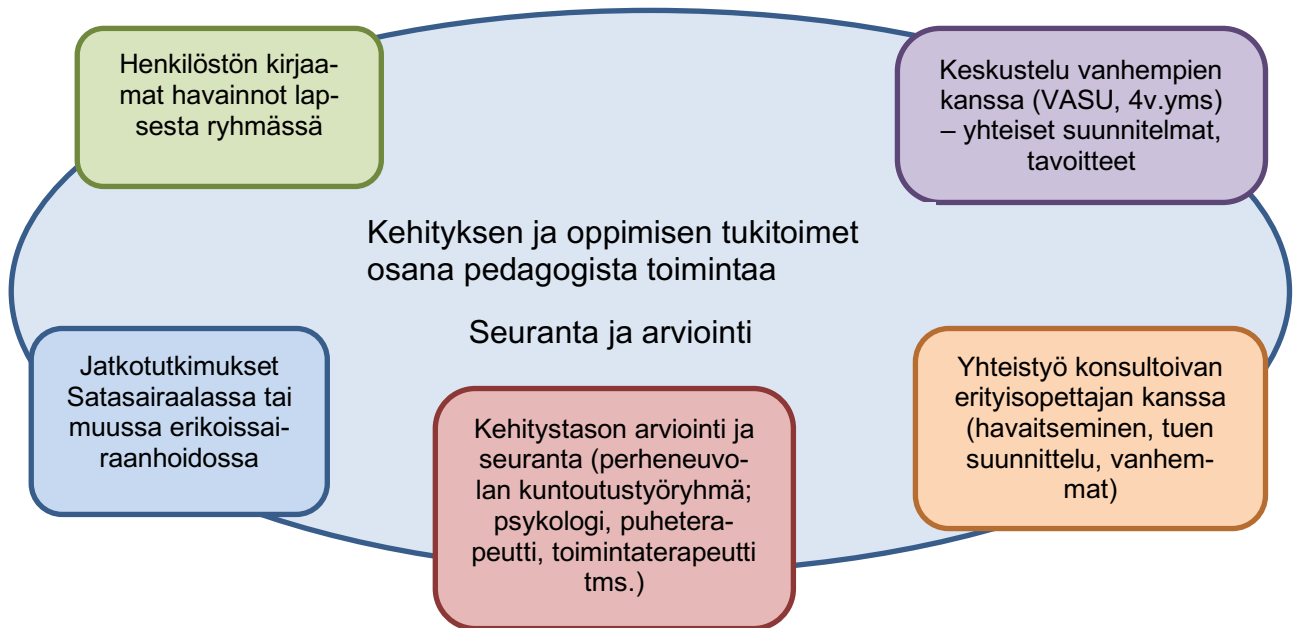 Henkilöstön kirjaa-
mat havainnot lap-
sesta ryhmässä
Keskustelu vanhempien
kanssa (VASU, 4v.yms)
– yhteiset suunnitelmat,
tavoitteet
Kehityksen ja oppimisen tukitoimet
osana pedagogista toimintaa
Seuranta ja arviointi
Jatkotutkimukset
Satasairaalassa tai
muussa erikoissai-
raanhoidossa
Kehitystason arviointi ja
seuranta (perheneuvo-
lan kuntoutustyöryhmä;
psykologi, puhetera-
peutti, toimintaterapeutti
tms.)
Yhteistyö konsultoivan
erityisopettajan kanssa
(havaitseminen, tuen
suunnittelu, vanhem-
mat)